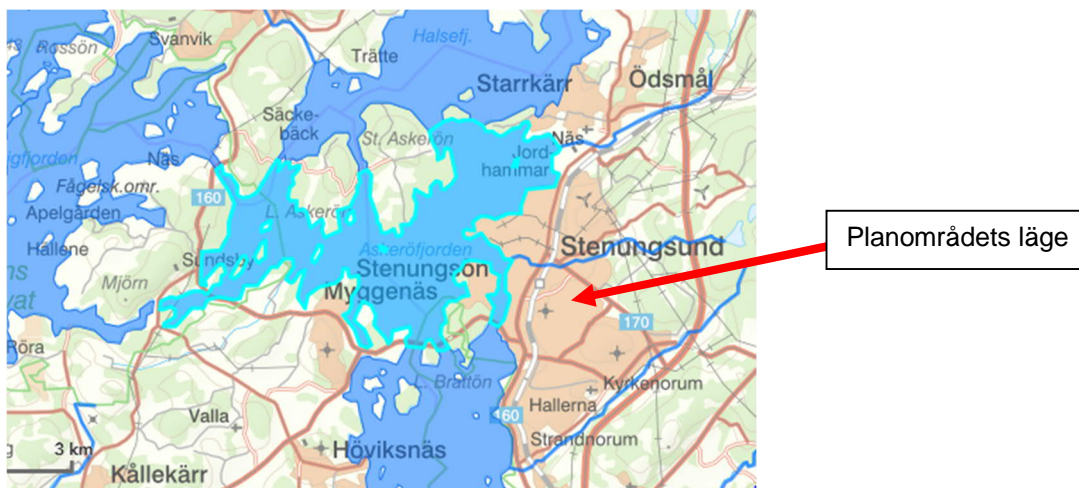 Svanvik
Rossön
Halsefj.
Trätte
Starrkärr
Ödsmål
Säcke-
bäck
St. Askerön
Näs
Jord-
hammar
Näs
Fågelsk.omr.
160
Apelgården
L. Askerön
Hällene
Askeröfjorden
Stenungsund
Planområdets läge
Sundsby
Stenungsön
Mjörn
Myggenäs
170
Röra
L. Brattön
Kyrkenorum
Valla
160
Hallerna
3 km
Höviksnäs
Strandnorum
Kållekärr